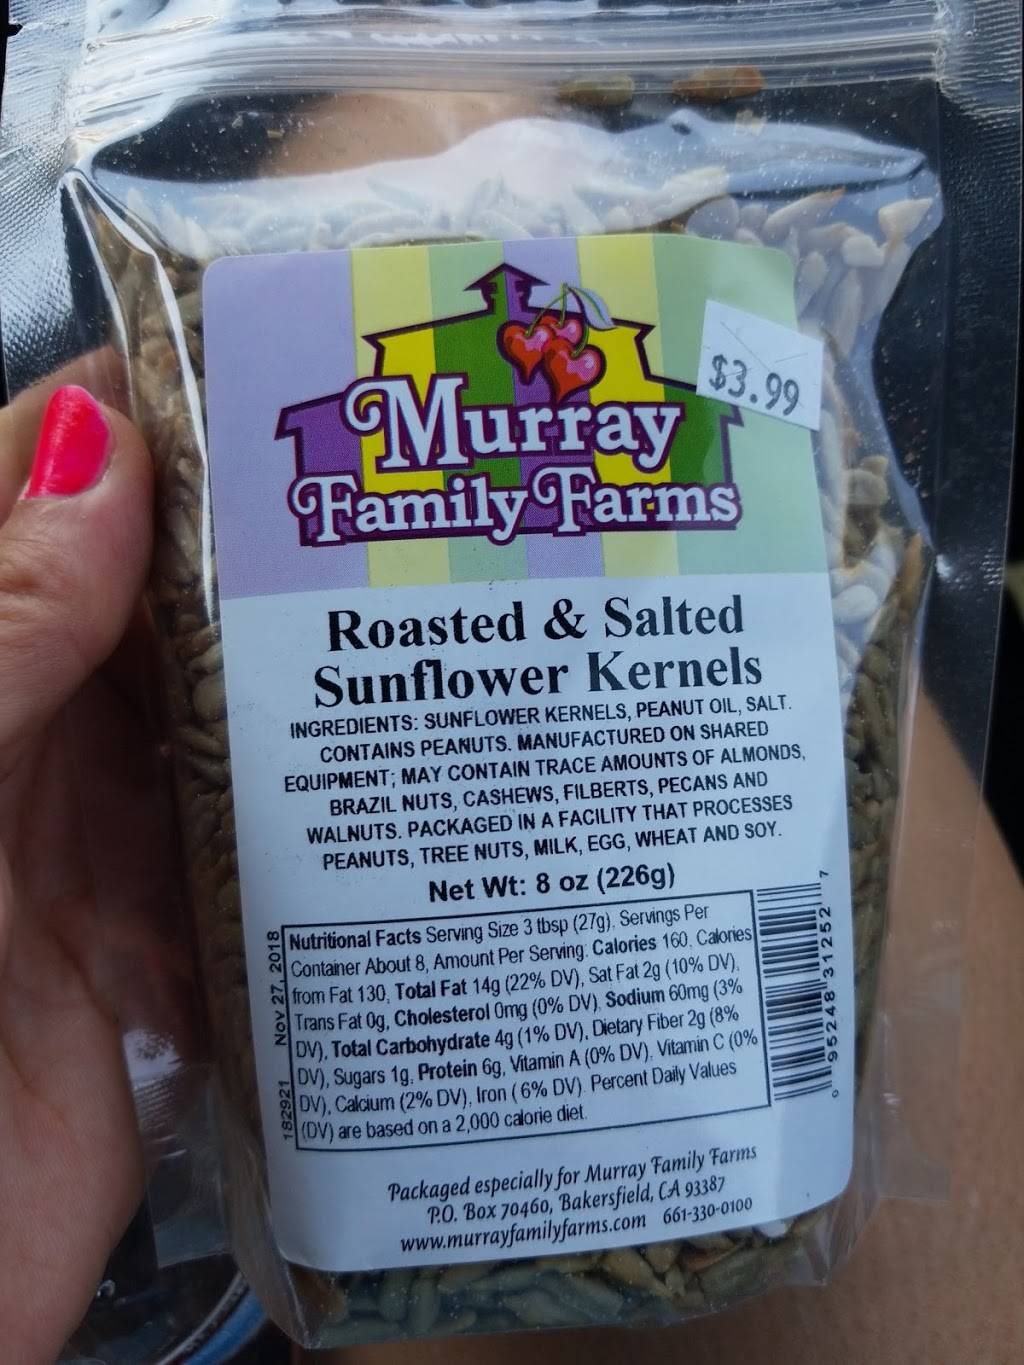 $3.99
Murray
Family Farms
Roasted & Salted
Sunflower Kernels
INGREDIENTS: SUNFLOWER KERNELS, PEANUT OIL, SALT.
CONTAINS PEANUTS. MANUFACTURED ON SHARED
EQUIPMENT; MAY CONTAIN TRACE AMOUNTS OF ALMONDS,
BRAZIL NUTS, CASHEWS, FILBERTS, PECANS AND
WALNUTS. PACKAGED IN A FACILITY THAT PROCESSES
PEANUTS, TREE NUTS, MILK, EGG, WHEAT AND SOY.
Net Wt: 8 oz (226g)
Nutritional Facts Serving Size 3 tbsp (27g), Servings Per
Container About 8, Amount Per Serving: Calories 160, Calories
from Fat 130, Total Fat 14g (22% DV), Sat Fat 2g (10% DV),
Trans Fat 0g, Cholesterol 0mg (0% DV), Sodium 60mg (3%
DV), Total Carbohydrate 4g (1% DV), Dietary Fiber 2g (8%
DV), Sugars 1g, Protein 6g, Vitamin A (0% DV), Vitamin C (0%
DV), Calcium (2% DV), Iron (6% DV). Percent Daily Values
(DV) are based on a 2,000 calorie diet.
182921 Nov 27, 2018
0 95248 31252 7
Packaged especially for Murray Family Farms
P.O. Box 70460, Bakersfield, CA 93387
www.murrayfamilyfarms.com 661-330-0100